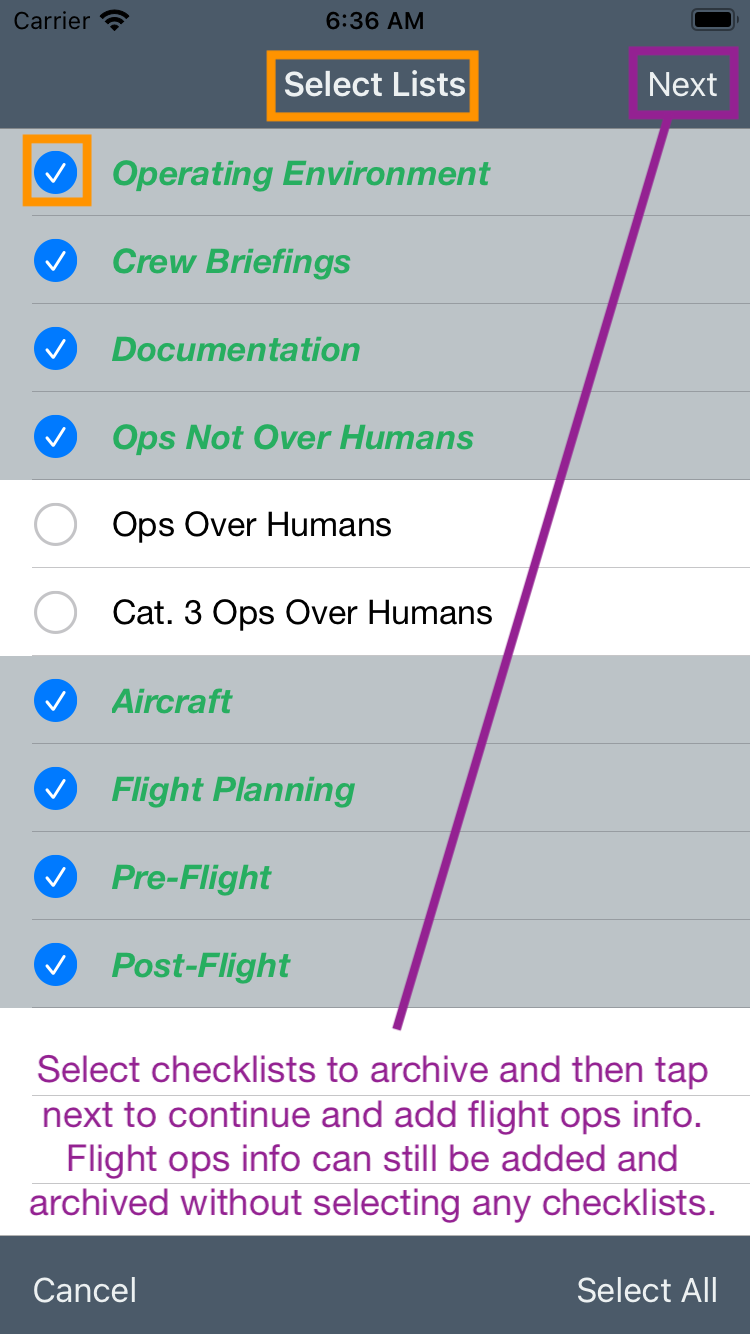 Carrier 6:36 AM
Select Lists Next
Operating Environment
Crew Briefings
Documentation
Ops Not Over Humans
Ops Over Humans
Cat. 3 Ops Over Humans
Aircraft
Flight Planning
Pre-Flight
Post-Flight
Select checklists to archive and then tap
next to continue and add flight ops info.
Flight ops info can still be added and
archived without selecting any checklists.
Cancel Select All